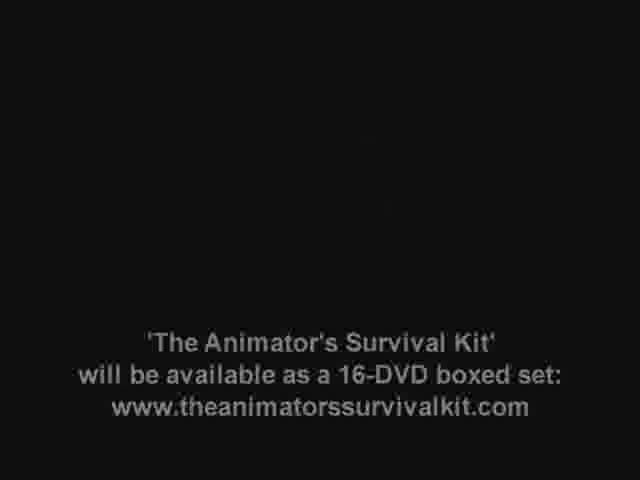 'The Animator's Survival Kit'
will be available as a 16-DVD boxed set:
www.theanimatorssurvivalkit.com